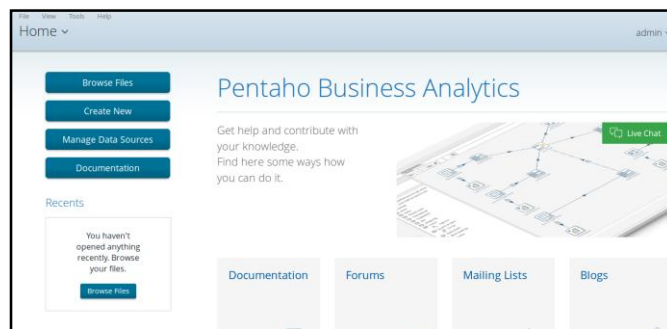 File View Tools Help
Home
admin
Browse Files
Create New
Manage Data Sources
Documentation
Recents
You haven't
opened anything
recently. Browse
your files.
Browse Files
Pentaho Business Analytics
Get help and contribute with
your knowledge.
Find here some ways how
you can do it.
Live Chat
Documentation
Forums
Mailing Lists
Blogs